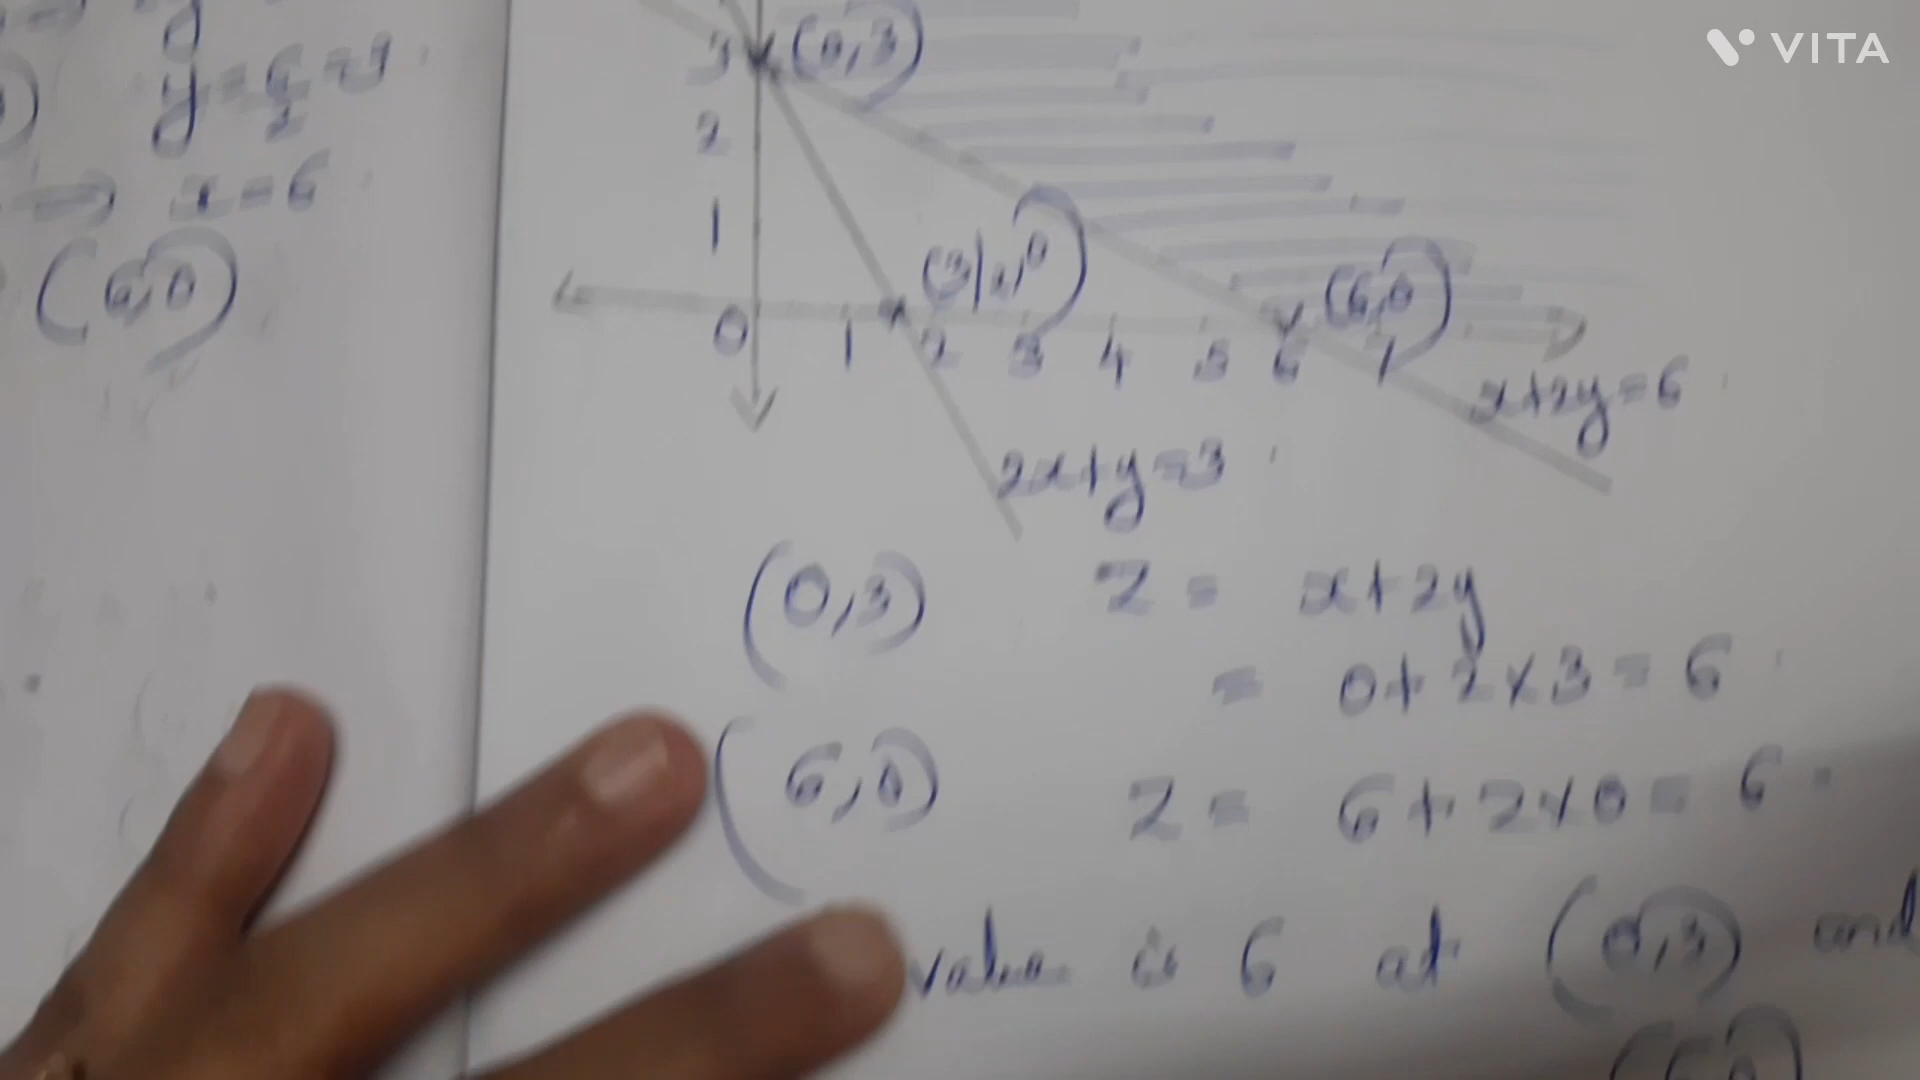 y = 6/2 = 3
⇒ x = 6
(6,0)
3 (0,3)
2
1
(3/2,0) (6,0)
0 1 2 3 4 5 6 7
x+2y=6
2x+y=3
(0,3) Z = x+2y
= 0+2×3 = 6
(6,0) Z = 6+2×0 = 6
value is 6 at (0,3) and
(6,0)
VITA